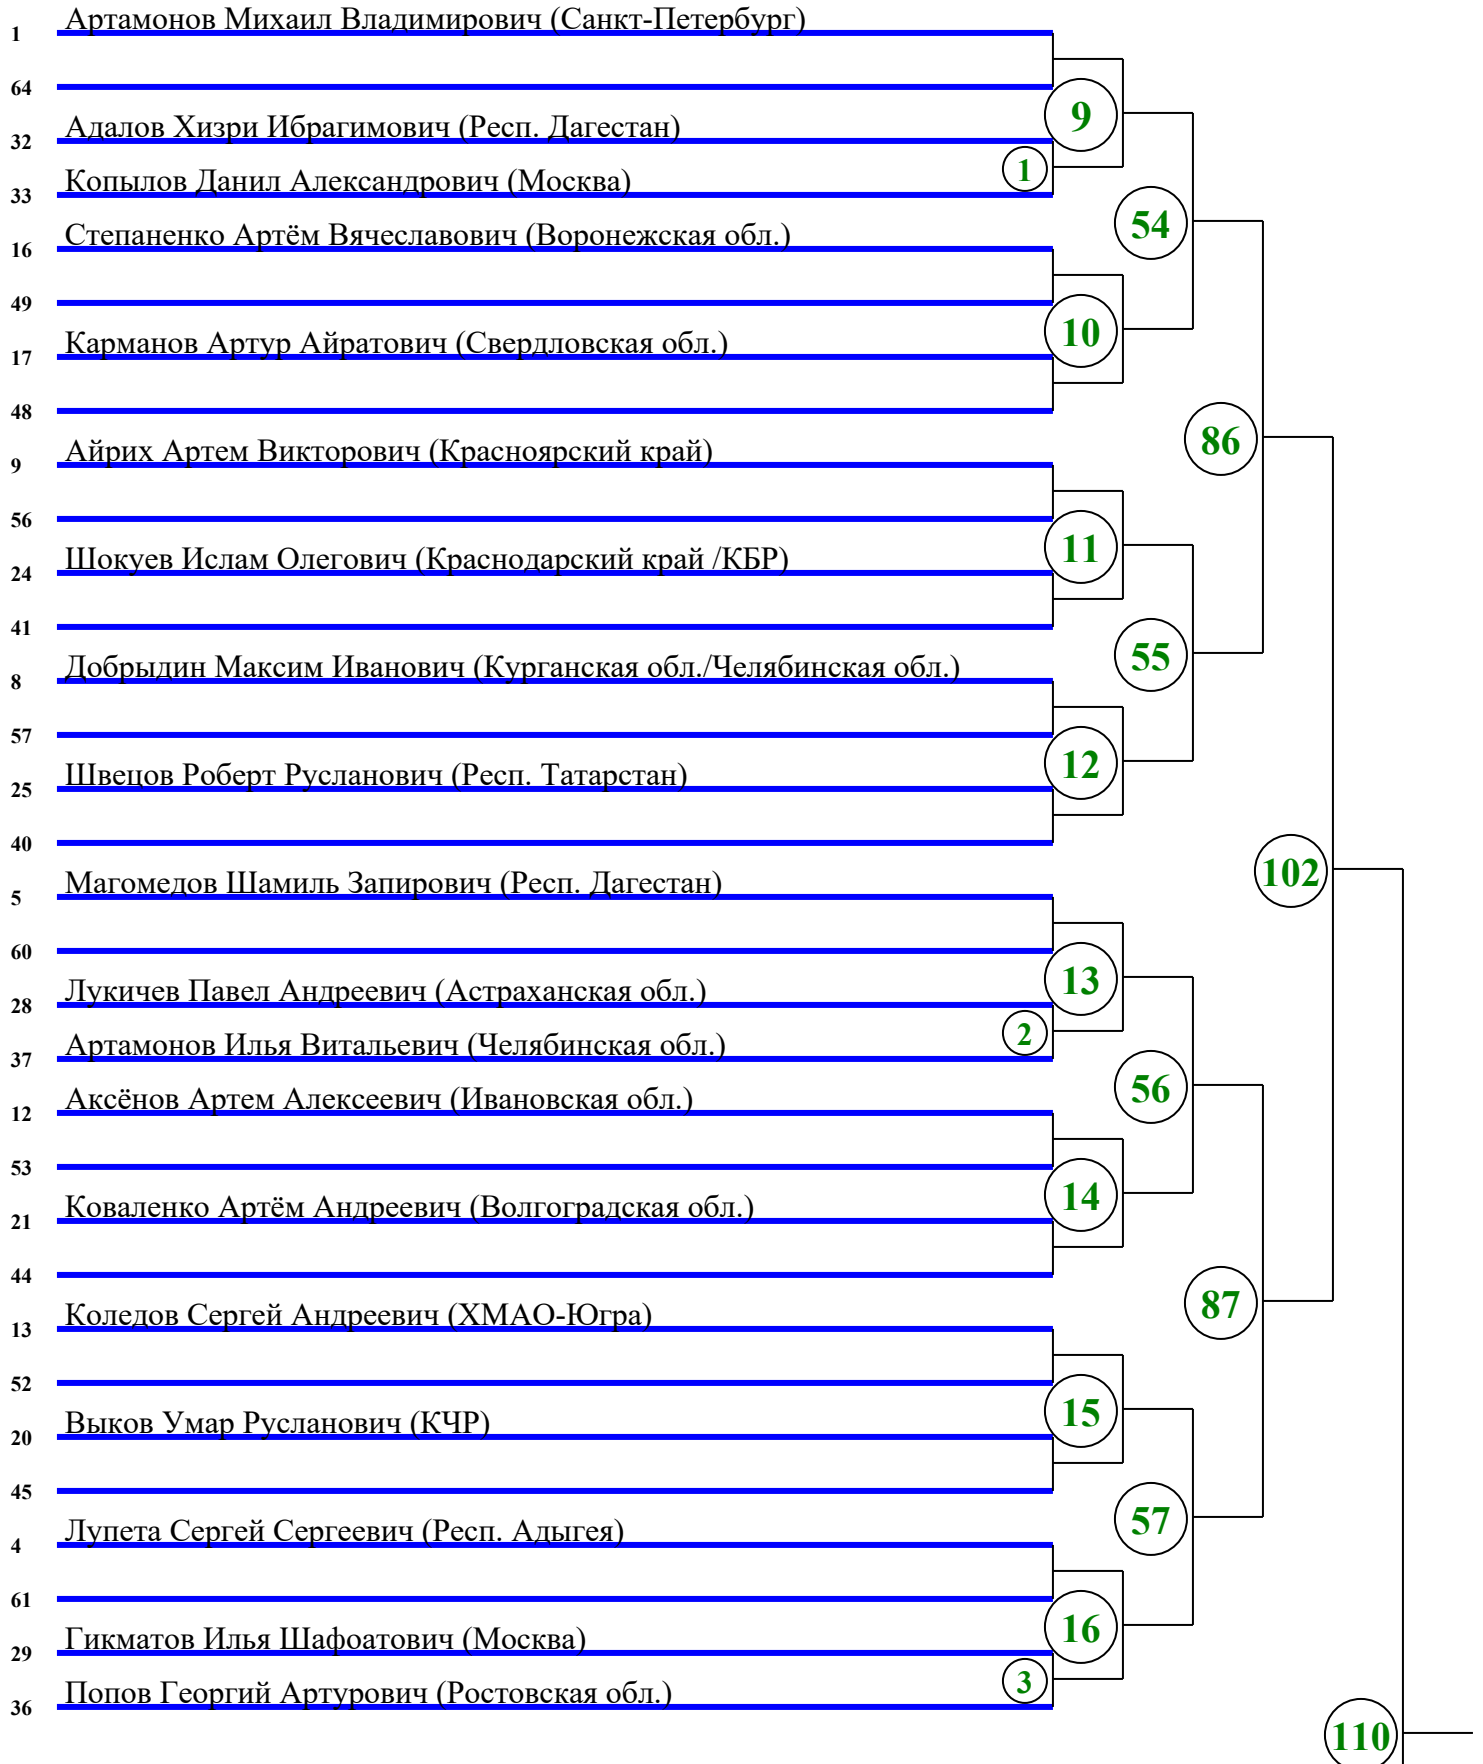 Артамонов Михаил Владимирович (Санкт-Петербург)
1
64
9
Адалов Хизри Ибрагимович (Респ. Дагестан)
32
1
Копылов Данил Александрович (Москва)
33
54
Степаненко Артём Вячеславович (Воронежская обл.)
16
49
10
Карманов Артур Айратович (Свердловская обл.)
17
48
86
Айрих Артем Викторович (Красноярский край)
9
56
11
Шокуев Ислам Олегович (Краснодарский край /КБР)
24
41
55
Добрыдин Максим Иванович (Курганская обл./Челябинская обл.)
8
57
12
Швецов Роберт Русланович (Респ. Татарстан)
25
40
102
Магомедов Шамиль Запирович (Респ. Дагестан)
5
60
13
Лукичев Павел Андреевич (Астраханская обл.)
28
2
Артамонов Илья Витальевич (Челябинская обл.)
37
56
Аксёнов Артем Алексеевич (Ивановская обл.)
12
53
14
Коваленко Артём Андреевич (Волгоградская обл.)
21
44
87
Коледов Сергей Андреевич (ХМАО-Югра)
13
52
15
Выков Умар Русланович (КЧР)
20
45
57
Лупета Сергей Сергеевич (Респ. Адыгея)
4
61
16
Гикматов Илья Шафоатович (Москва)
29
3
Попов Георгий Артурович (Ростовская обл.)
36
110